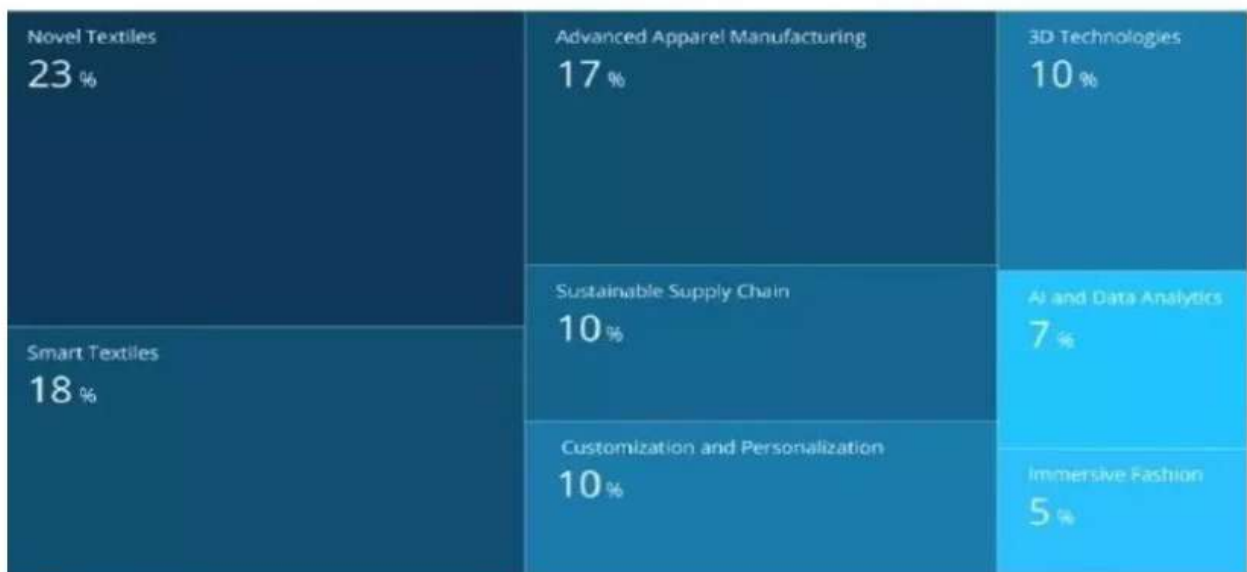 Novel Textiles
23 %
Smart Textiles
18 %
Advanced Apparel Manufacturing
17 %
Sustainable Supply Chain
10 %
Customization and Personalization
10 %
3D Technologies
10 %
AI and Data Analytics
7 %
Immersive Fashion
5 %